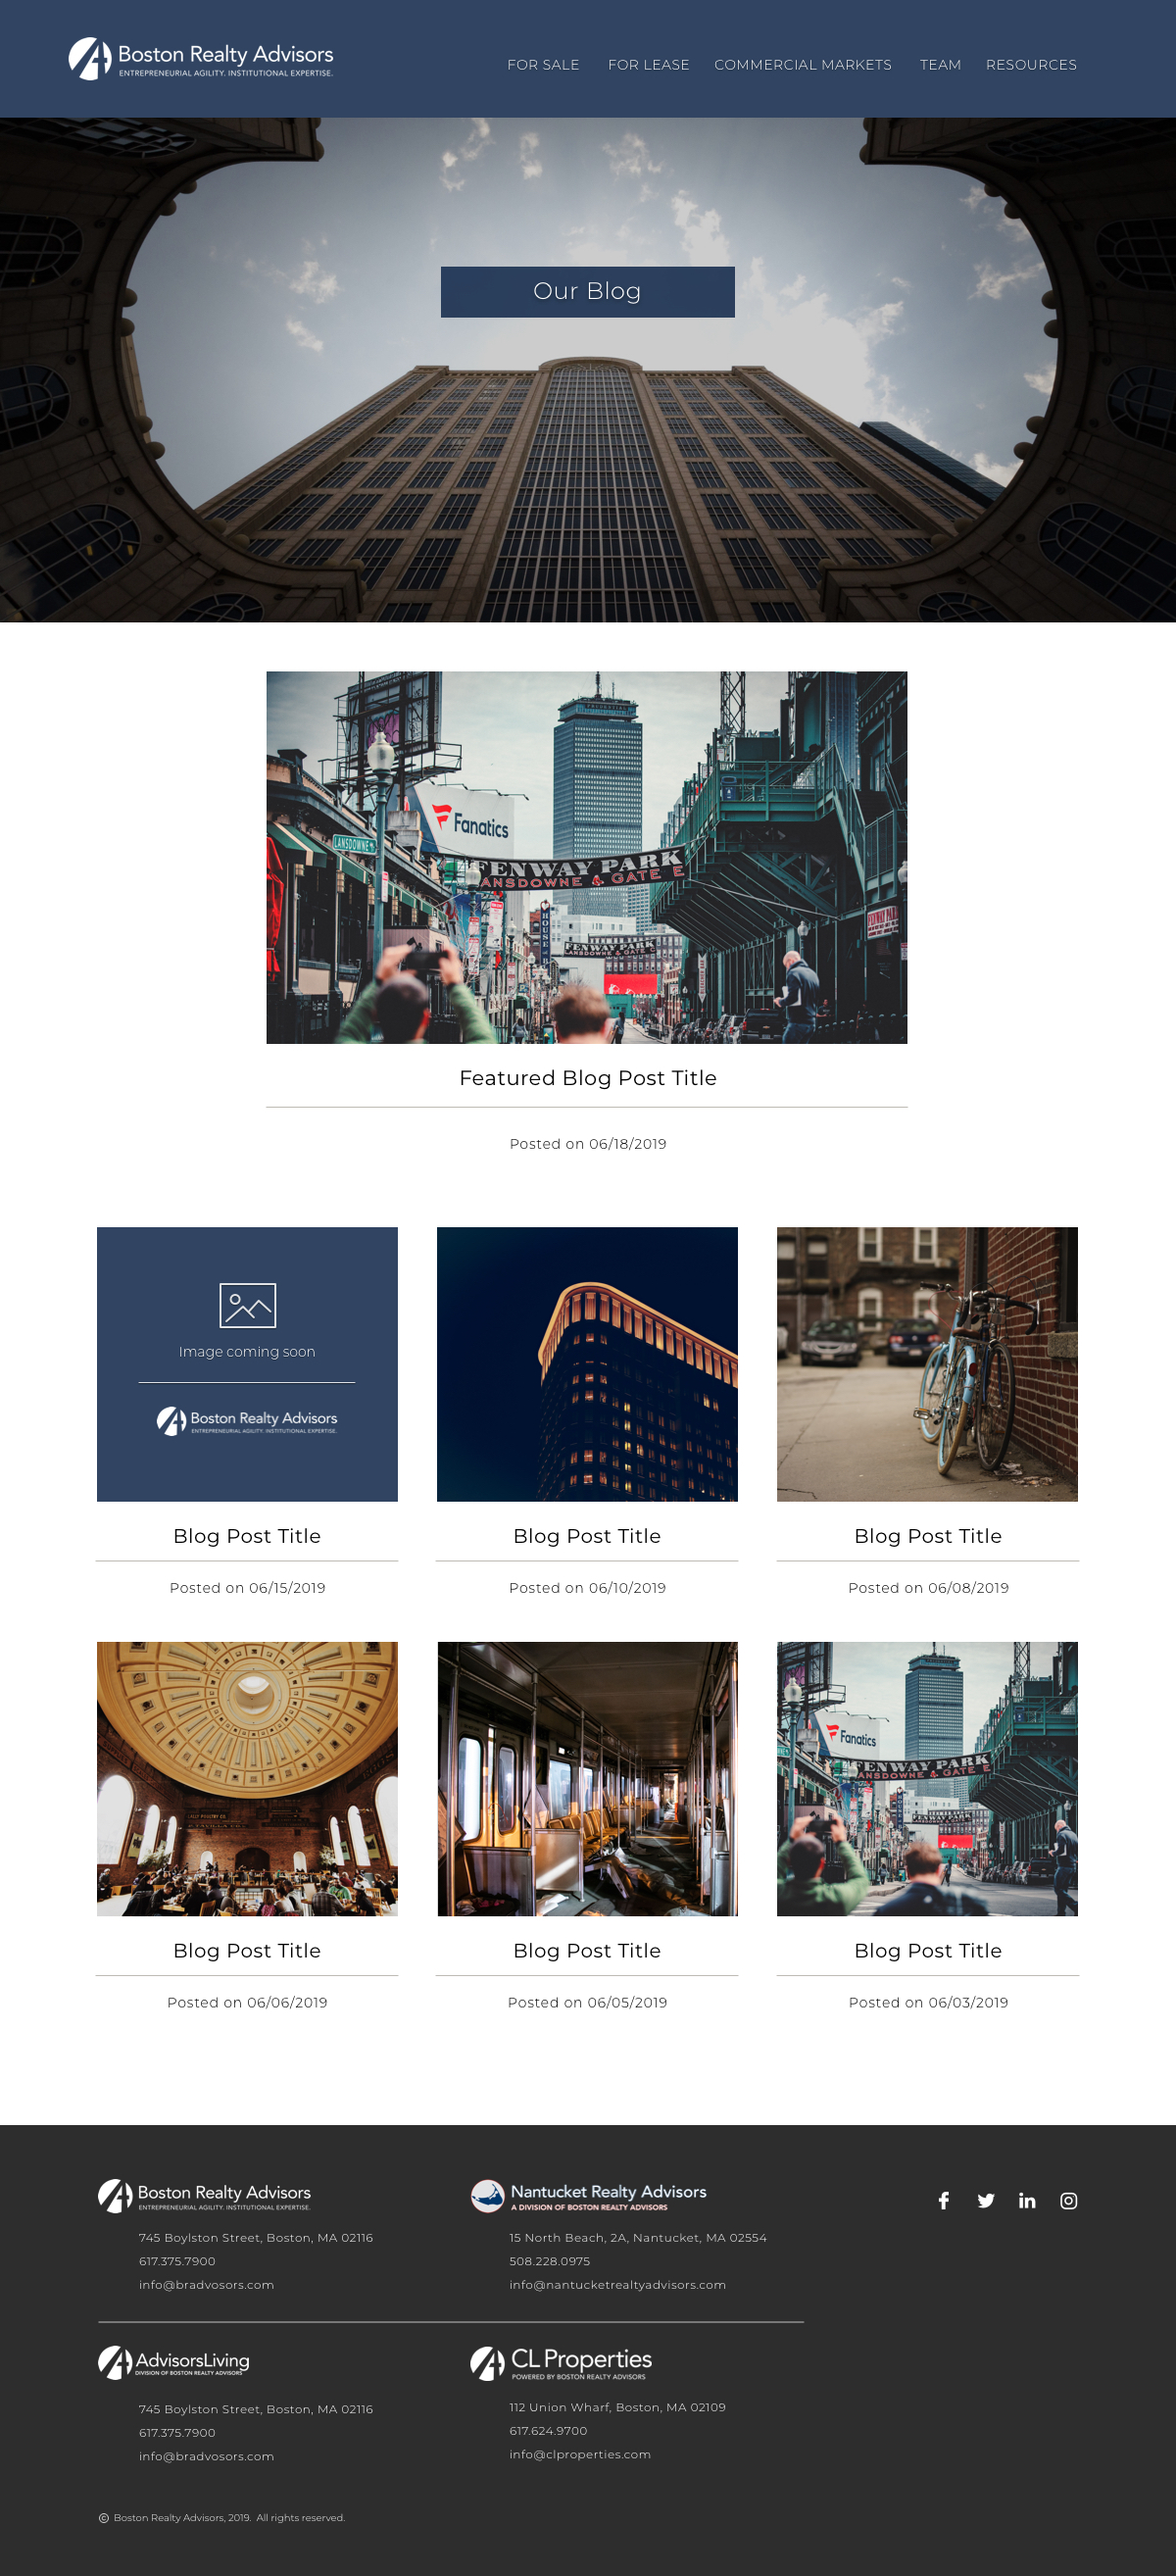 Boston Realty Advisors
ENTREPRENEURIAL AGILITY. INSTITUTIONAL EXPERTISE.
FOR SALE FOR LEASE COMMERCIAL MARKETS TEAM RESOURCES
Our Blog
PRUDENTIAL
Fanatics
LANSDOWNE
FENWAY PARK
LANSDOWNE & GATE E
HOUSE
FENWAY PARK
LANSDOWNE & GATE C
FENWAY PARK
Featured Blog Post Title
Posted on 06/18/2019
Image coming soon
Boston Realty Advisors
ENTREPRENEURIAL AGILITY. INSTITUTIONAL EXPERTISE.
Blog Post Title
Posted on 06/15/2019
Blog Post Title
Posted on 06/10/2019
Blog Post Title
Posted on 06/08/2019
Fanatics
FENWAY PARK
LANSDOWNE & GATE E
Blog Post Title
Posted on 06/06/2019
Blog Post Title
Posted on 06/05/2019
Blog Post Title
Posted on 06/03/2019
Boston Realty Advisors
ENTREPRENEURIAL AGILITY. INSTITUTIONAL EXPERTISE.
745 Boylston Street, Boston, MA 02116
617.375.7900
info@bradvosors.com
Nantucket Realty Advisors
A DIVISION OF BOSTON REALTY ADVISORS
15 North Beach, 2A, Nantucket, MA 02554
508.228.0975
info@nantucketrealtyadvisors.com
AdvisorsLiving
DIVISION OF BOSTON REALTY ADVISORS
745 Boylston Street, Boston, MA 02116
617.375.7900
info@bradvosors.com
CL Properties
POWERED BY BOSTON REALTY ADVISORS
112 Union Wharf, Boston, MA 02109
617.624.9700
info@clproperties.com
© Boston Realty Advisors, 2019. All rights reserved.